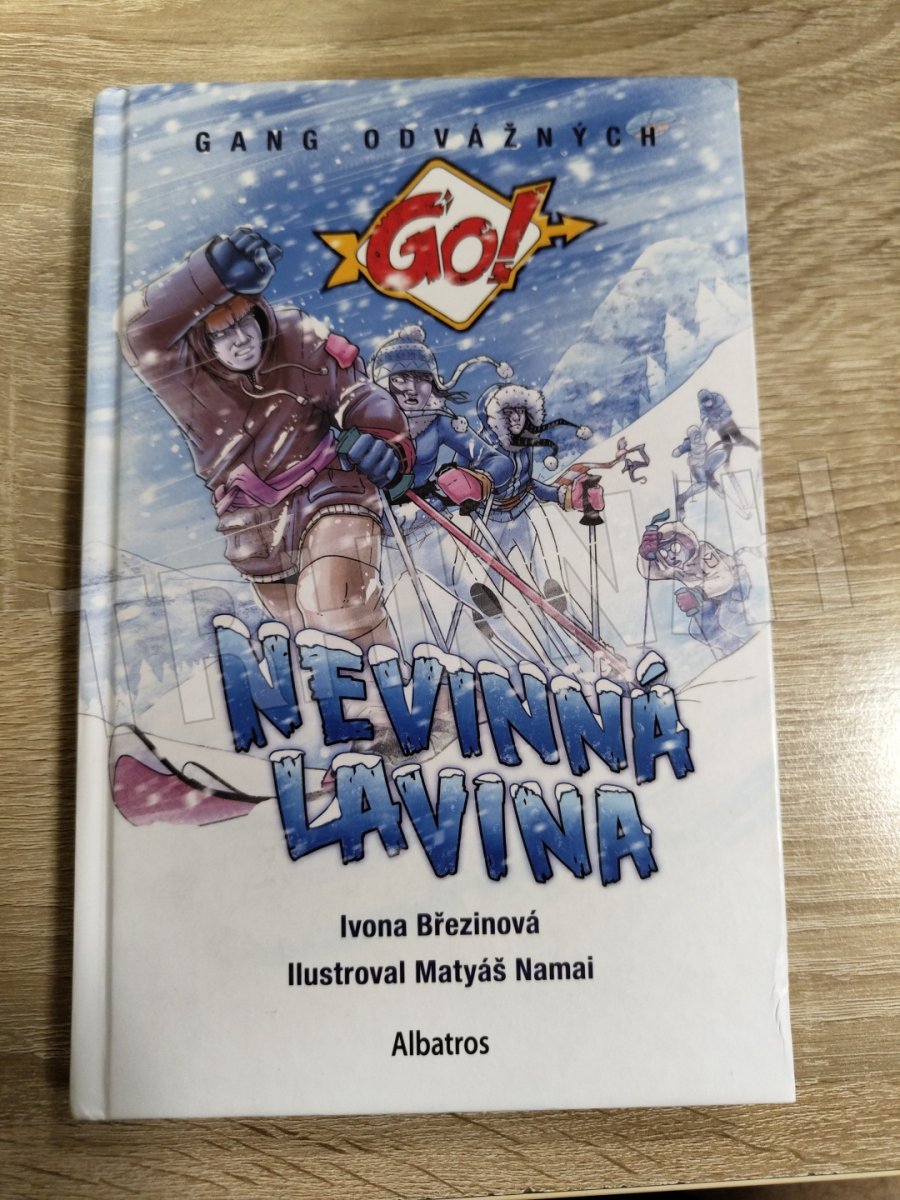 GANG ODVÁŽNÝCH
GO!
NEVINNÁ
LAVINA
Ivona Březinová
Ilustroval Matyáš Namai
Albatros